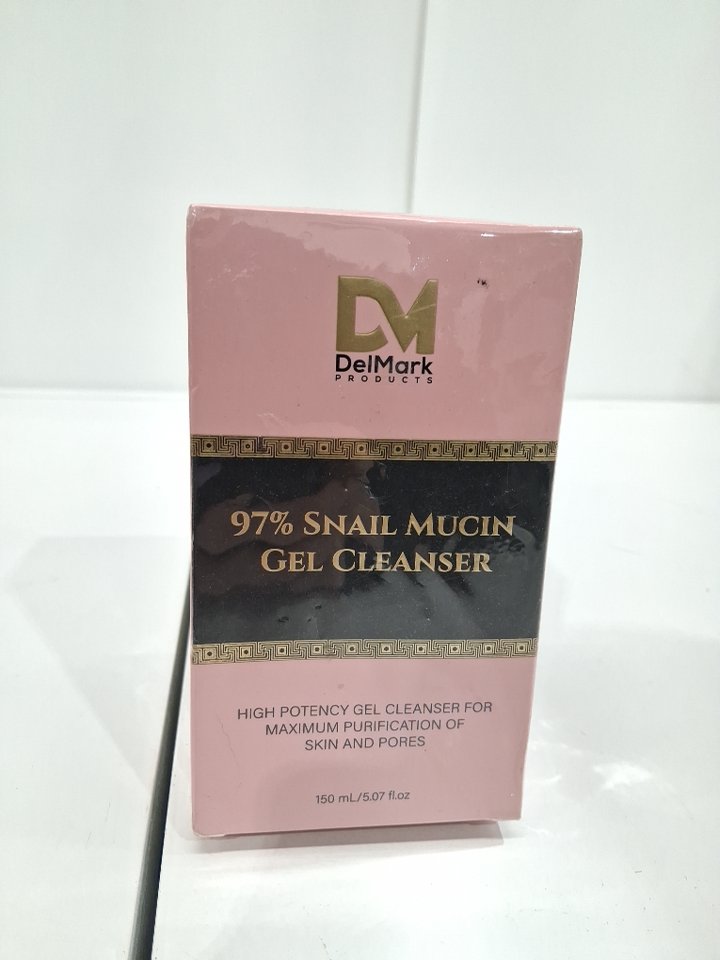 DM
DelMark
PRODUCTS
97% SNAIL MUCIN
GEL CLEANSER
HIGH POTENCY GEL CLEANSER FOR
MAXIMUM PURIFICATION OF
SKIN AND PORES
150 mL/5.07 fl.oz